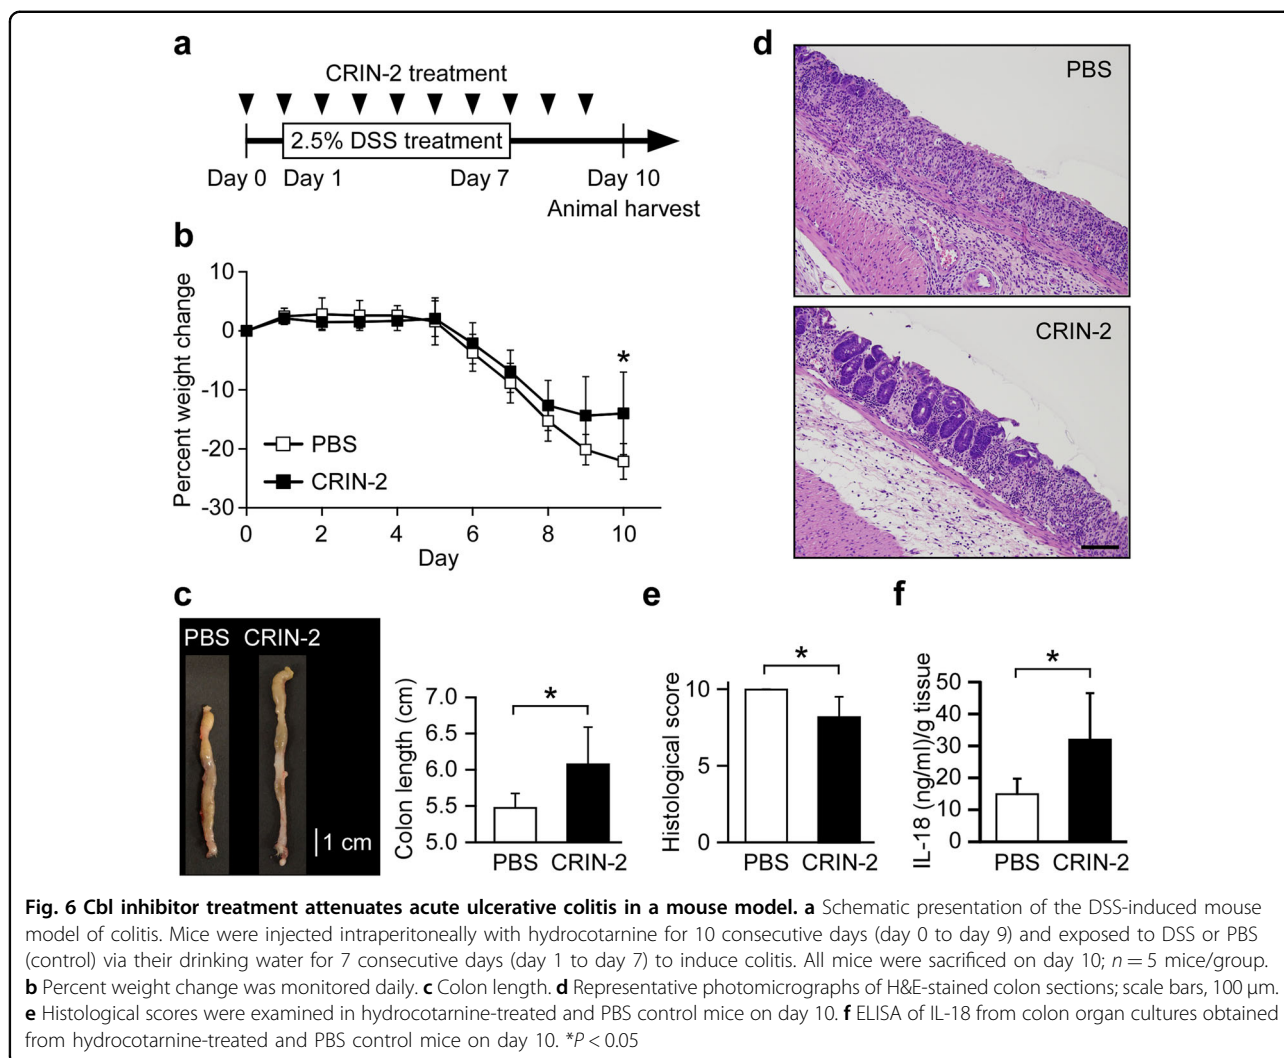 a
CRIN-2 treatment
2.5% DSS treatment
Day 0 Day 1 Day 7 Day 10
Animal harvest
b
Percent weight change
10
0
-10
-20
-30
PBS
CRIN-2
*
0 2 4 6 8 10
Day
c
PBS CRIN-2
1 cm
Colon length (cm)
7.0
6.5
6.0
5.5
5.0
*
PBS CRIN-2
d
PBS
CRIN-2
e
Histological score
10
5
0
*
PBS CRIN-2
f
IL-18 (ng/ml)/g tissue
50
40
30
20
10
0
*
PBS CRIN-2
Fig. 6 Cbl inhibitor treatment attenuates acute ulcerative colitis in a mouse model. a Schematic presentation of the DSS-induced mouse
model of colitis. Mice were injected intraperitoneally with hydrocotarnine for 10 consecutive days (day 0 to day 9) and exposed to DSS or PBS
(control) via their drinking water for 7 consecutive days (day 1 to day 7) to induce colitis. All mice were sacrificed on day 10; n = 5 mice/group.
b Percent weight change was monitored daily. c Colon length. d Representative photomicrographs of H&E-stained colon sections; scale bars, 100 μm.
e Histological scores were examined in hydrocotarnine-treated and PBS control mice on day 10. f ELISA of IL-18 from colon organ cultures obtained
from hydrocotarnine-treated and PBS control mice on day 10. *P < 0.05